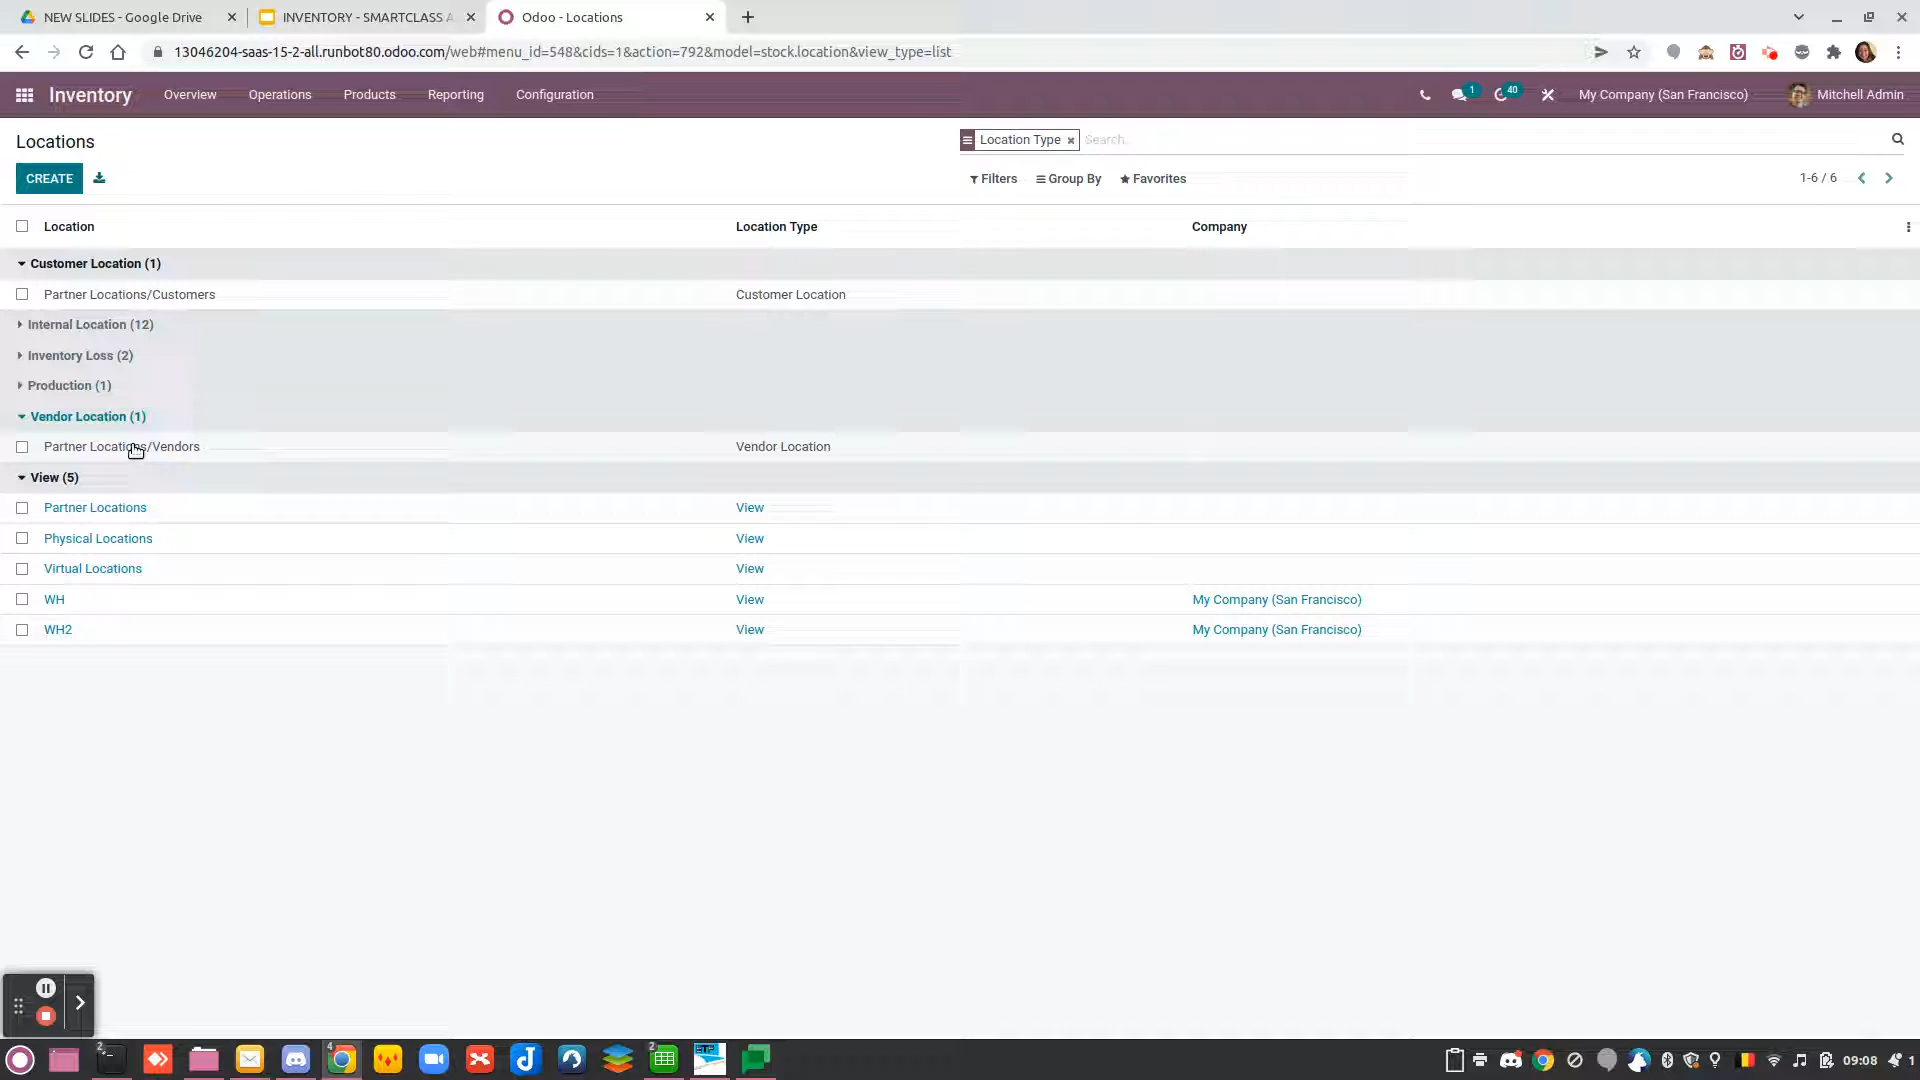 NEW SLIDES - Google Drive
INVENTORY - SMARTCLASS A
Odoo - Locations
13046204-saas-15-2-all.runbot80.odoo.com/web#menu_id=548&cids=1&action=792&model=stock.location&view_type=list
Inventory Overview Operations Products Reporting Configuration 1 40 My Company (San Francisco) Mitchell Admin
Locations
Location Type Search...
CREATE
Filters Group By Favorites 1-6 / 6
Location Location Type Company
Customer Location (1)
Partner Locations/Customers Customer Location
Internal Location (12)
Inventory Loss (2)
Production (1)
Vendor Location (1)
Partner Locations/Vendors Vendor Location
View (5)
Partner Locations View
Physical Locations View
Virtual Locations View
WH View My Company (San Francisco)
WH2 View My Company (San Francisco)
2 4 2 09:08 1